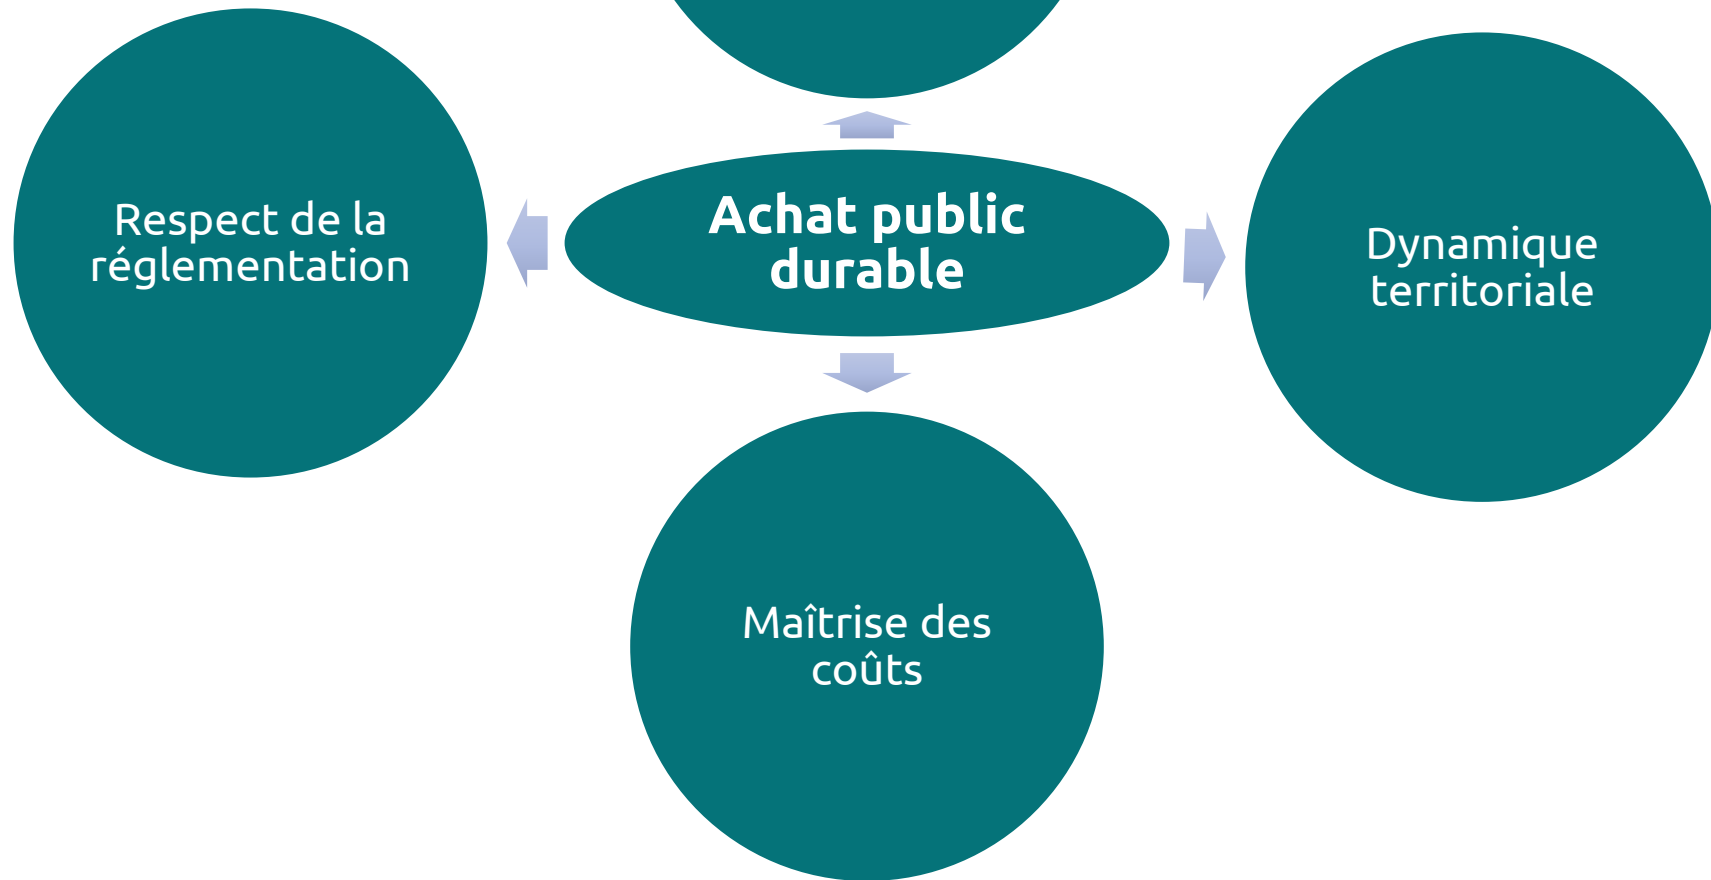 Respect de la
réglementation
Achat public
durable
Dynamique
territoriale
Maîtrise des
coûts